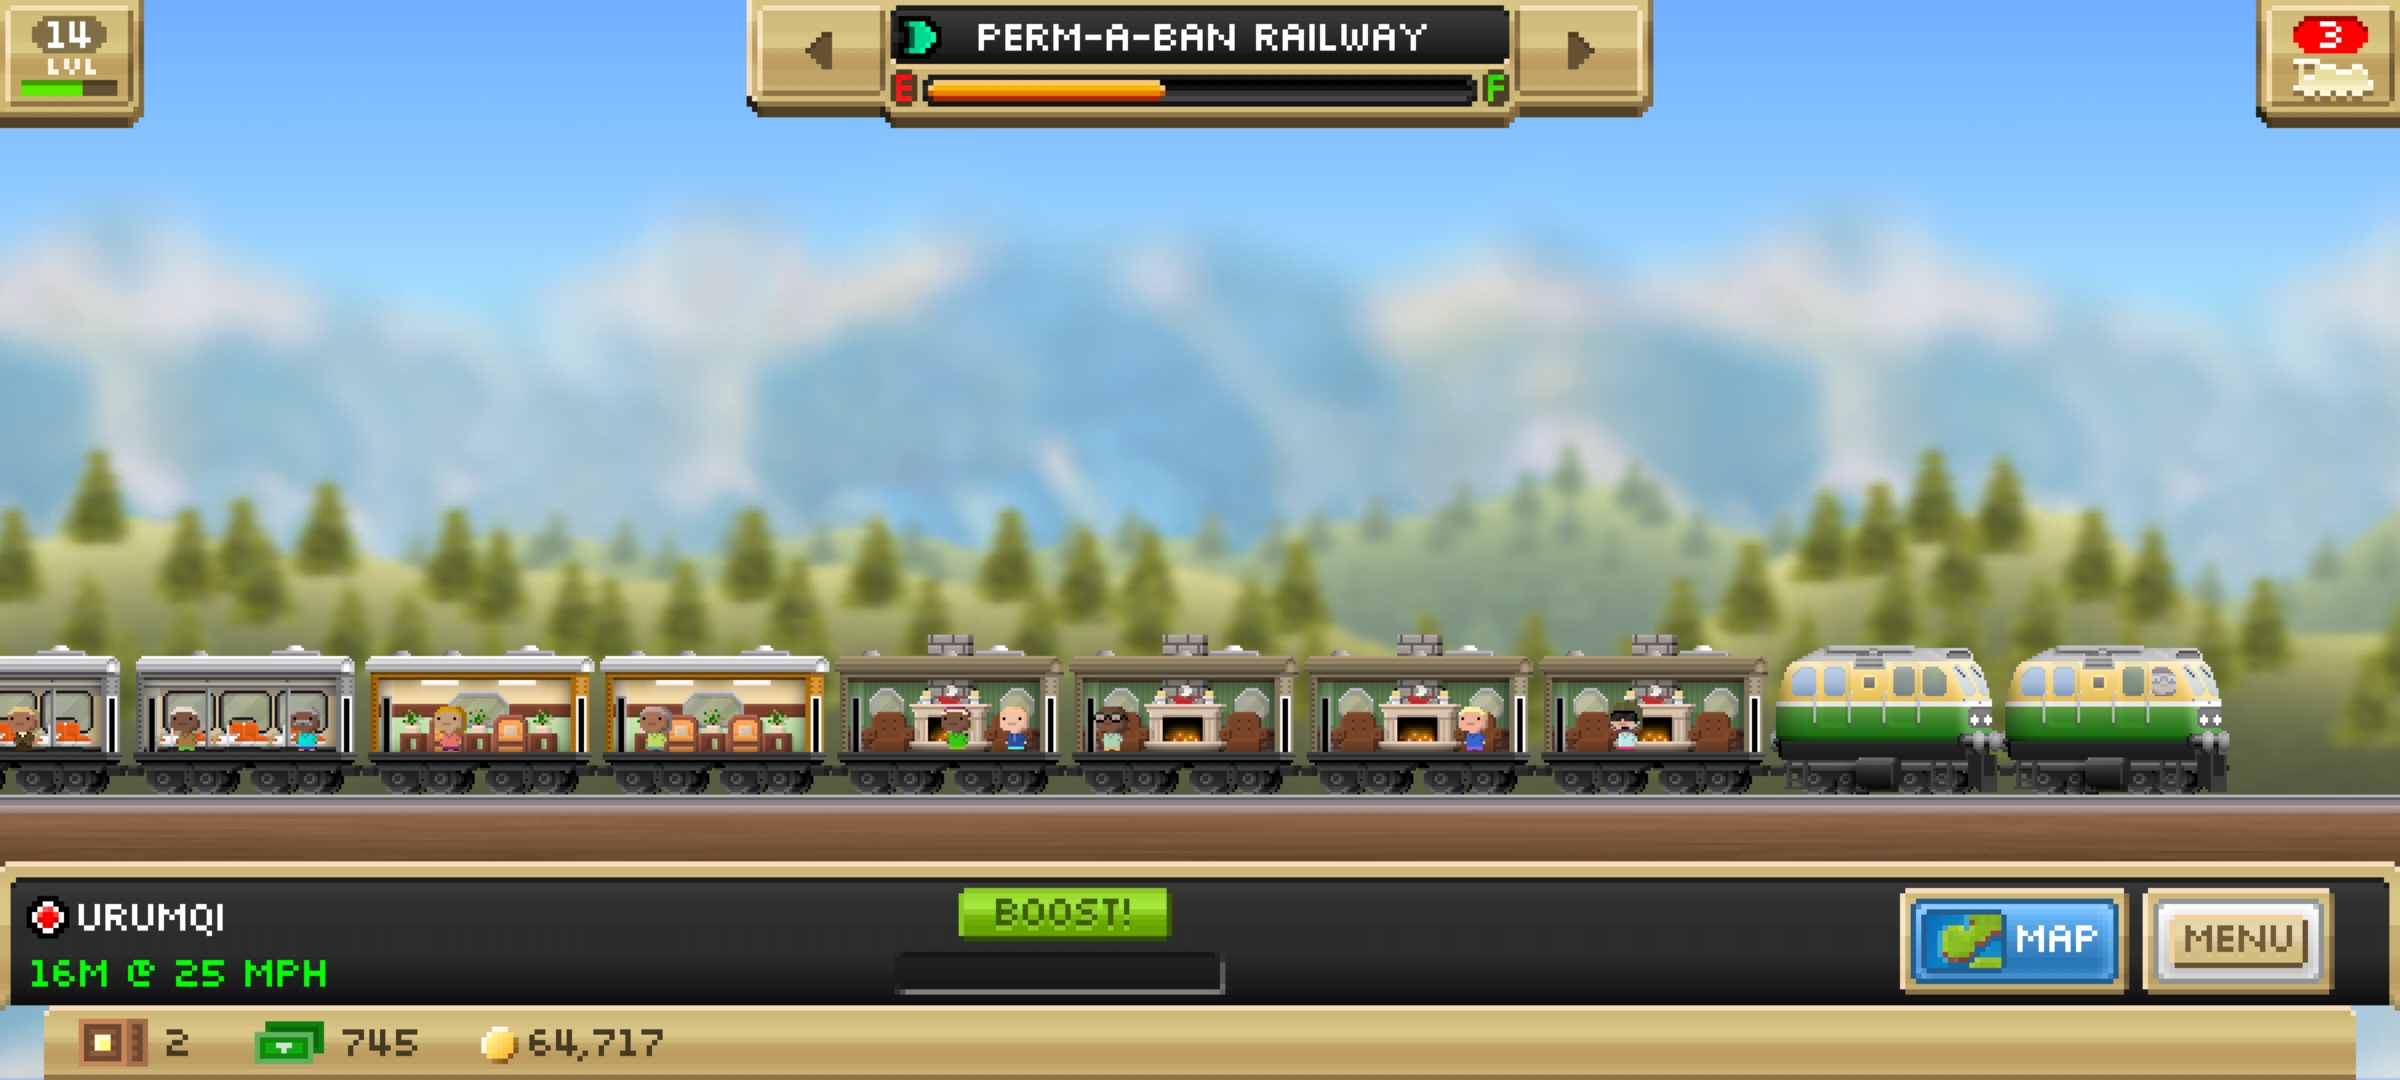 14
LVL
PERM-A-BAN RAILWAY
E F
3
URUMQI
16M @ 25 MPH
BOOST!
MAP
MENU
2 745 64,717